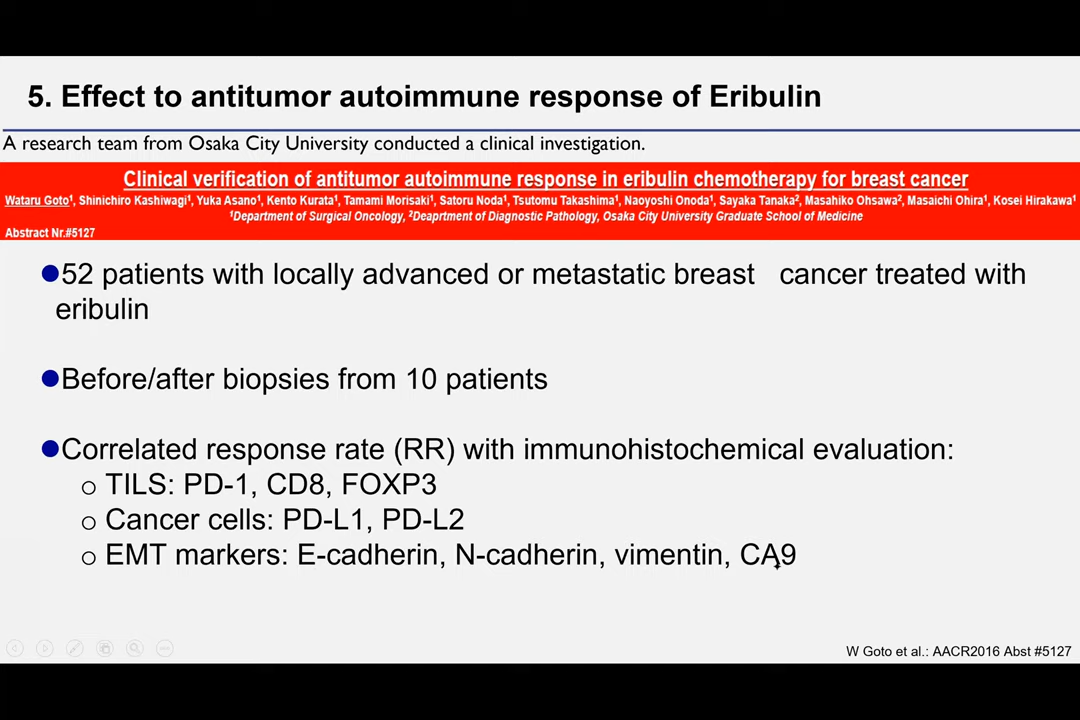 5. Effect to antitumor autoimmune response of Eribulin
A research team from Osaka City University conducted a clinical investigation.
Clinical verification of antitumor autoimmune response in eribulin chemotherapy for breast cancer
Wataru Goto¹, Shinichiro Kashiwagi¹, Yuka Asano¹, Kento Kurata¹, Tamami Morisaki¹, Satoru Noda¹, Tsutomu Takashima¹, Naoyoshi Onoda¹, Sayaka Tanaka², Masahiko Ohsawa², Masaichi Ohira¹, Kosei Hirakawa¹
¹Department of Surgical Oncology, ²Deaprtment of Diagnostic Pathology, Osaka City University Graduate School of Medicine
Abstract Nr.#5127
●52 patients with locally advanced or metastatic breast cancer treated with
eribulin
●Before/after biopsies from 10 patients
●Correlated response rate (RR) with immunohistochemical evaluation:
o TILS: PD-1, CD8, FOXP3
o Cancer cells: PD-L1, PD-L2
o EMT markers: E-cadherin, N-cadherin, vimentin, CA9
W Goto et al.: AACR2016 Abst #5127